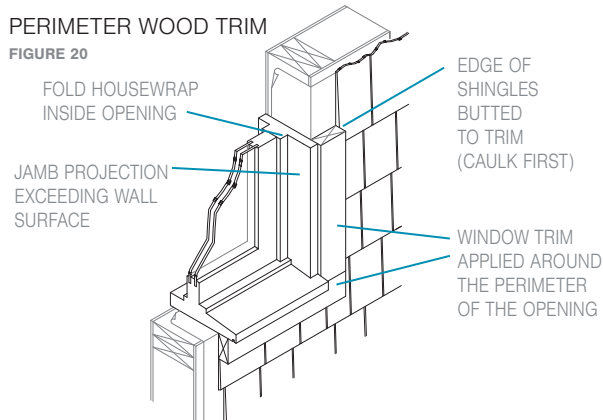 PERIMETER WOOD TRIM
FIGURE 20
FOLD HOUSEWRAP
INSIDE OPENING
JAMB PROJECTION
EXCEEDING WALL
SURFACE
EDGE OF
SHINGLES
BUTTED
TO TRIM
(CAULK FIRST)
WINDOW TRIM
APPLIED AROUND
THE PERIMETER
OF THE OPENING